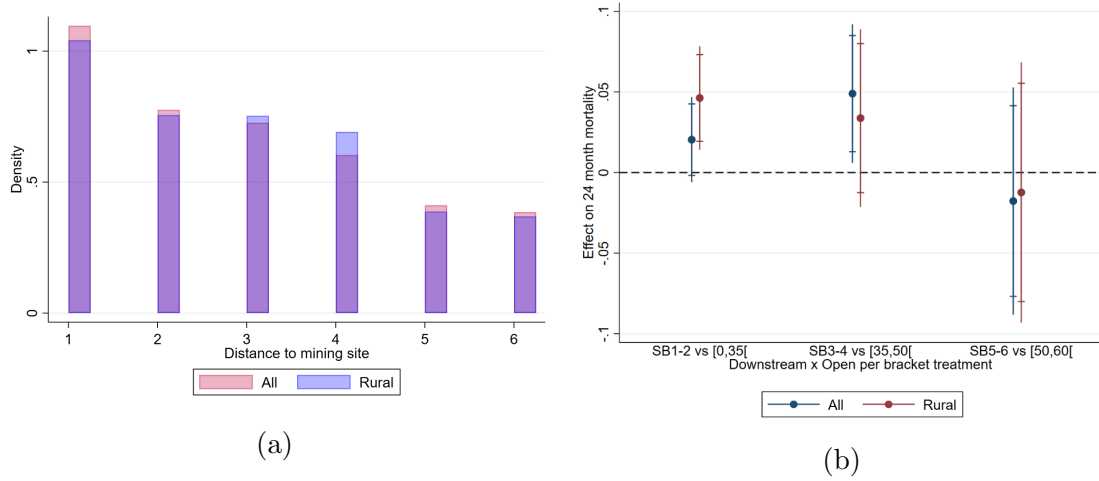 1
.5
0
Density
1 2 3 4 5 6
Distance to mining site
All Rural
(a)
.1
.05
0
-.05
-.1
Effect on 24 month mortality
SB1-2 vs [0,35[ SB3-4 vs [35,50[ SB5-6 vs [50,60[
Downstream x Open per bracket treatment
All Rural
(b)